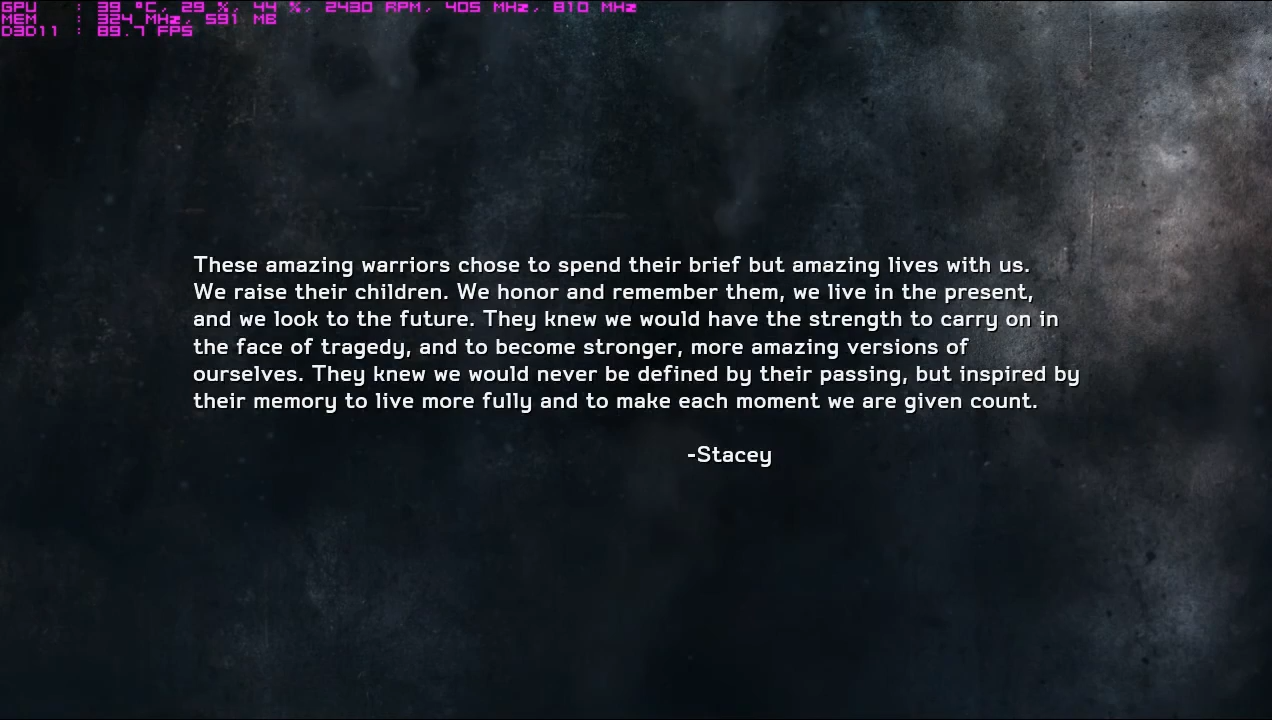 GPU : 39 °C, 29 %, 44 %, 2430 RPM, 405 MHz, 810 MHz
MEM : 324 MHz, 591 MB
D3D11 : 89.7 FPS
These amazing warriors chose to spend their brief but amazing lives with us.
We raise their children. We honor and remember them, we live in the present,
and we look to the future. They knew we would have the strength to carry on in
the face of tragedy, and to become stronger, more amazing versions of
ourselves. They knew we would never be defined by their passing, but inspired by
their memory to live more fully and to make each moment we are given count.
-Stacey